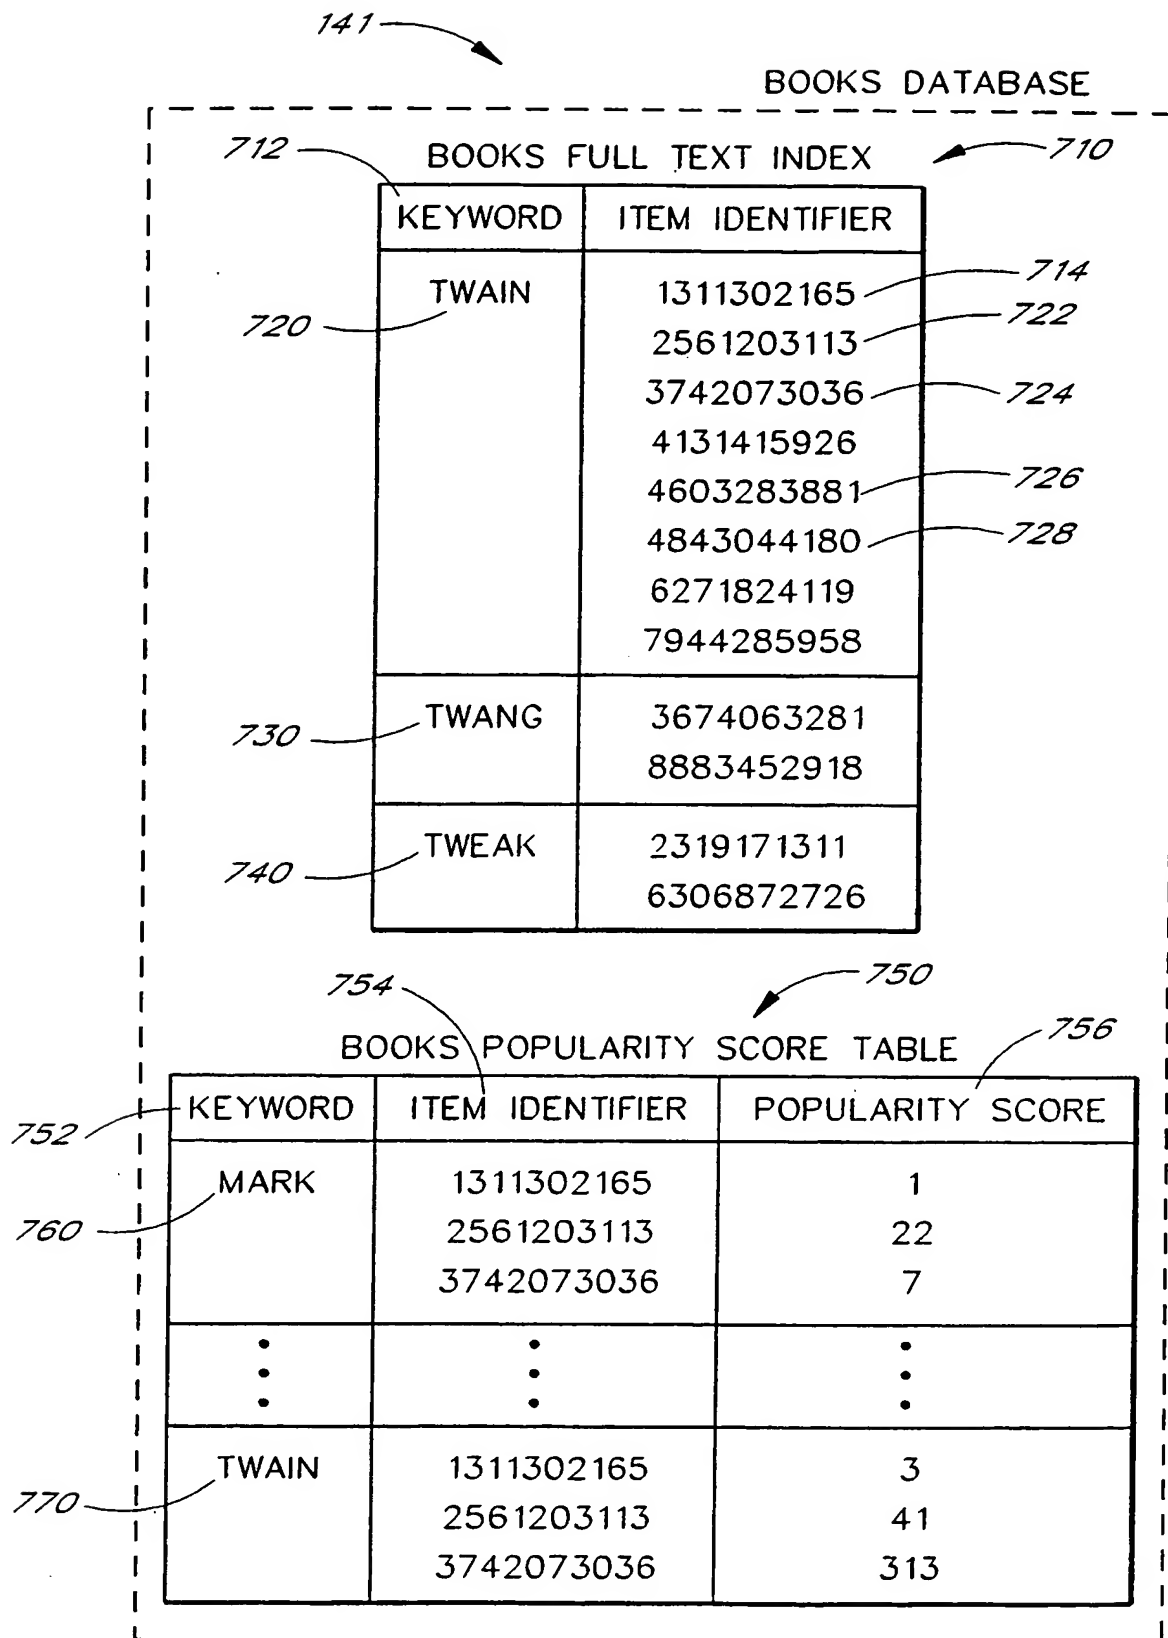 141
BOOKS DATABASE
712 BOOKS FULL TEXT INDEX 710
KEYWORD ITEM IDENTIFIER
TWAIN 1311302165 714
720 2561203113 722
3742073036 724
4131415926
4603283881 726
4843044180 728
6271824119
7944285958
730 TWANG 3674063281
8883452918
740 TWEAK 2319171311
6306872726
754 750
BOOKS POPULARITY SCORE TABLE 756
752 KEYWORD ITEM IDENTIFIER POPULARITY SCORE
MARK 1311302165 1
760 2561203113 22
3742073036 7
TWAIN 1311302165 3
770 2561203113 41
3742073036 313